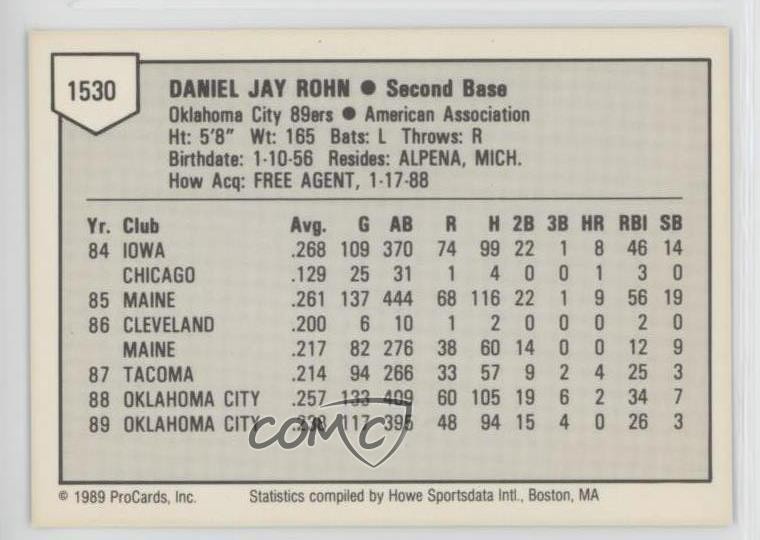 1530
DANIEL JAY ROHN ● Second Base
Oklahoma City 89ers ● American Association
Ht: 5'8" Wt: 165 Bats: L Throws: R
Birthdate: 1-10-56 Resides: ALPENA, MICH.
How Acq: FREE AGENT, 1-17-88
Yr. Club Avg. G AB R H 2B 3B HR RBI SB
84 IOWA .268 109 370 74 99 22 1 8 46 14
CHICAGO .129 25 31 1 4 0 0 1 3 0
85 MAINE .261 137 444 68 116 22 1 9 56 19
86 CLEVELAND .200 6 10 1 2 0 0 0 2 0
MAINE .217 82 276 38 60 14 0 0 12 9
87 TACOMA .214 94 266 33 57 9 2 4 25 3
88 OKLAHOMA CITY .257 133 409 60 105 19 6 2 34 7
89 OKLAHOMA CITY .238 117 395 48 94 15 4 0 26 3
COMC
© 1989 ProCards, Inc. Statistics compiled by Howe Sportsdata Intl., Boston, MA